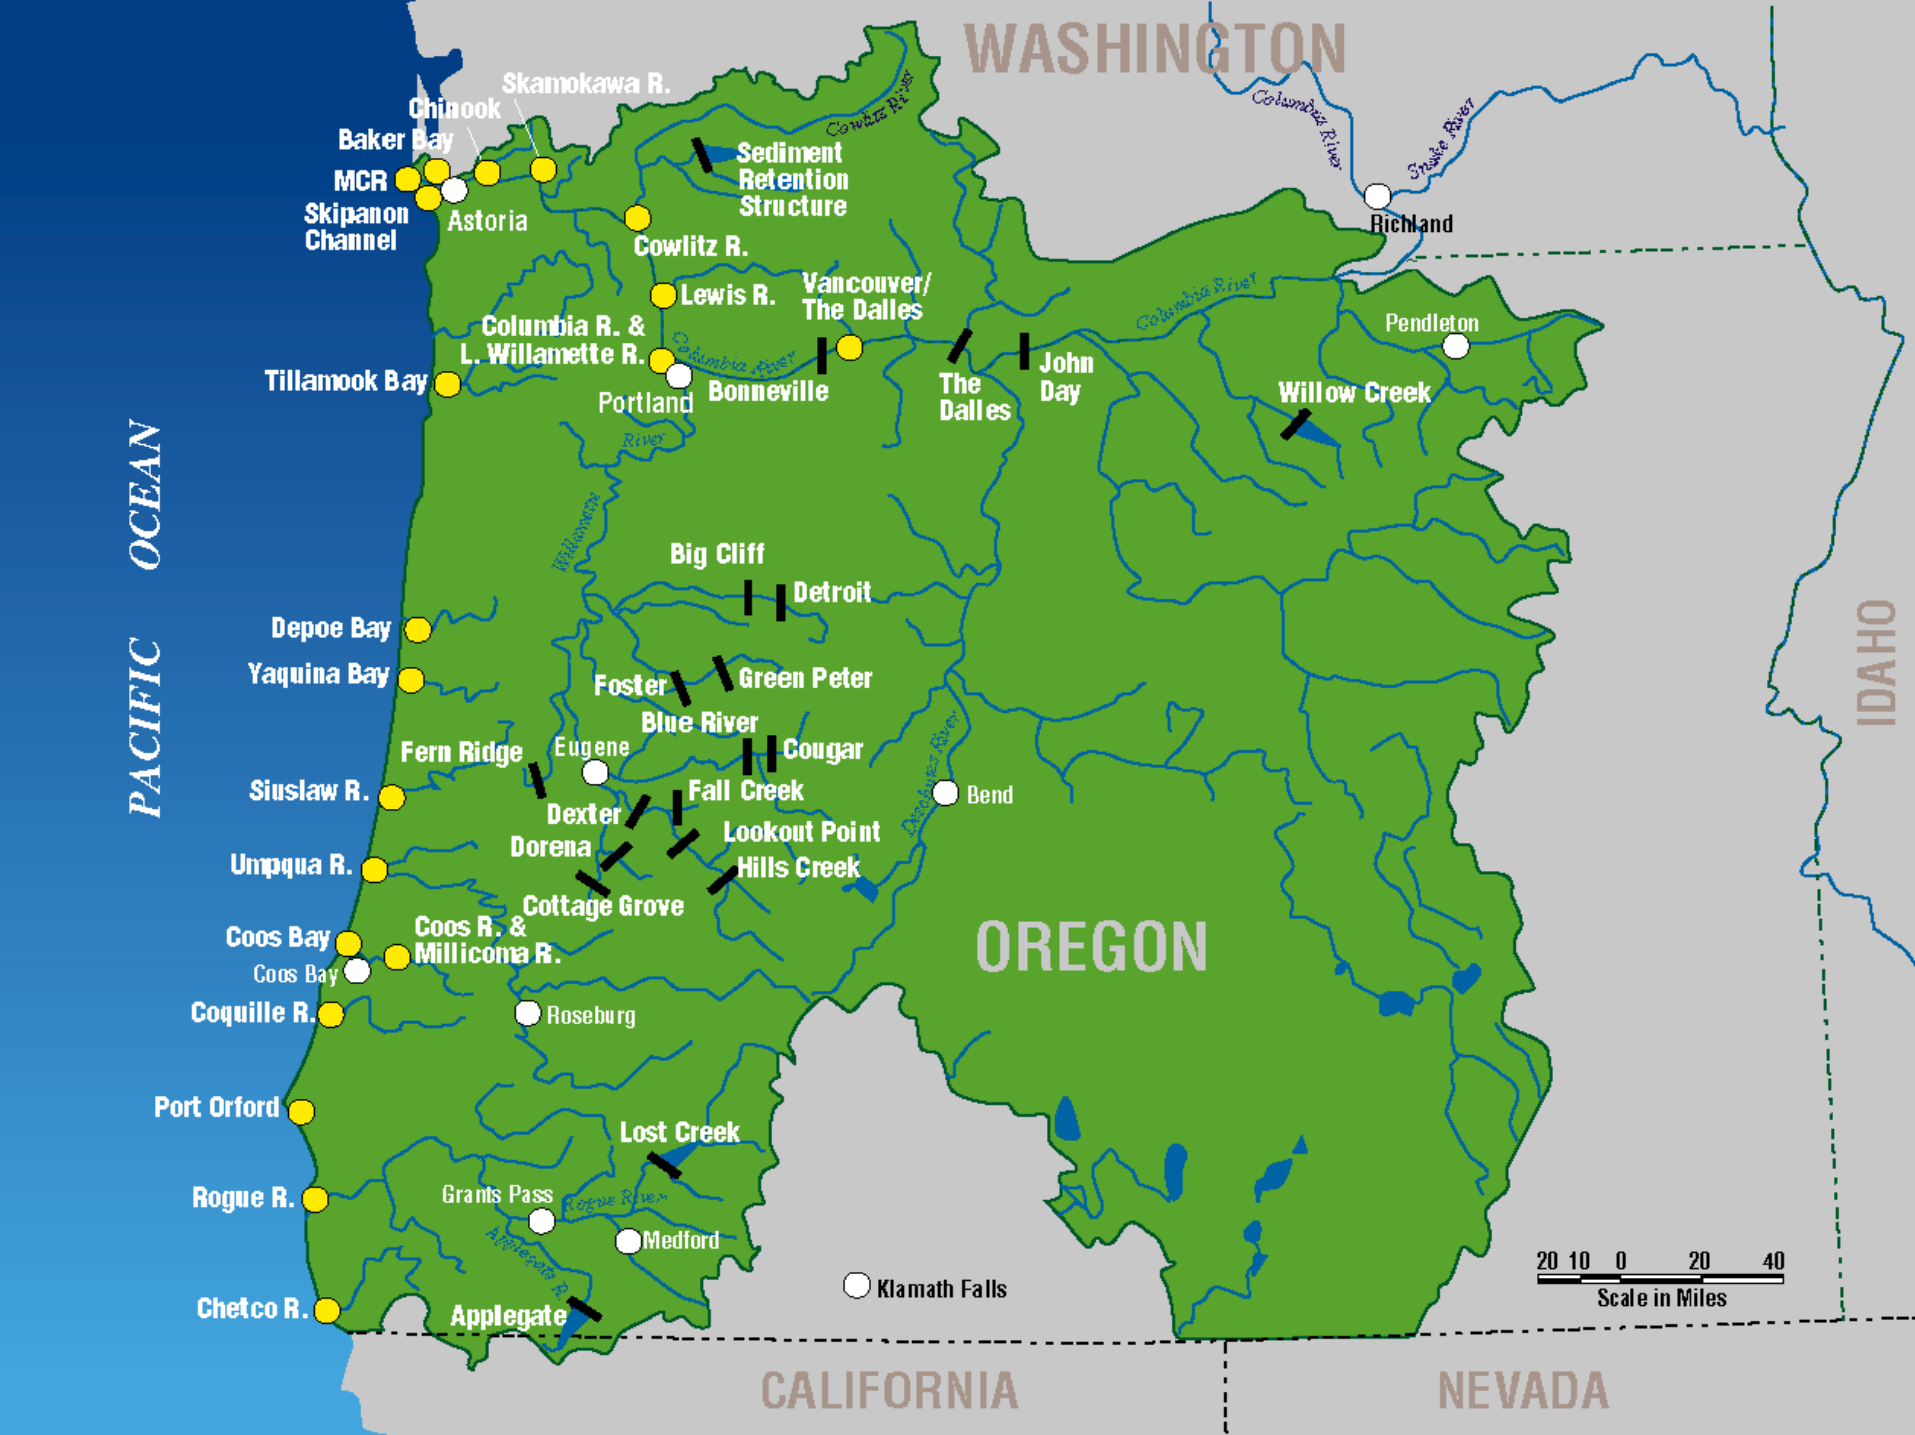 WASHINGTON
Skamokawa R.
Chinook
Baker Bay
MCR
Skipanon
Channel
Astoria
Cowlitz River
Columbia River
Snake River
Sediment
Retention
Structure
Richland
Cowlitz R.
Lewis R.
Vancouver/
The Dalles
Columbia River
Pendleton
Columbia R. &
L. Willamette R.
Columbia River
Tillamook Bay
Portland
Bonneville
The
Dalles
John
Day
Willow Creek
River
Willamette
PACIFIC OCEAN
Big Cliff
Detroit
Depoe Bay
Yaquina Bay
Foster
Green Peter
Blue River
Fern Ridge
Eugene
Cougar
Deschutes River
IDAHO
Siuslaw R.
Dexter
Fall Creek
Bend
Dorena
Lookout Point
Umpqua R.
Hills Creek
Cottage Grove
Coos Bay
Coos R. &
Millicoma R.
OREGON
Coos Bay
Coquille R.
Roseburg
Port Orford
Lost Creek
Rogue R.
Grants Pass
Rogue River
Applegate R.
Medford
Klamath Falls
20 10 0 20 40
Scale in Miles
Chetco R.
Applegate
CALIFORNIA
NEVADA